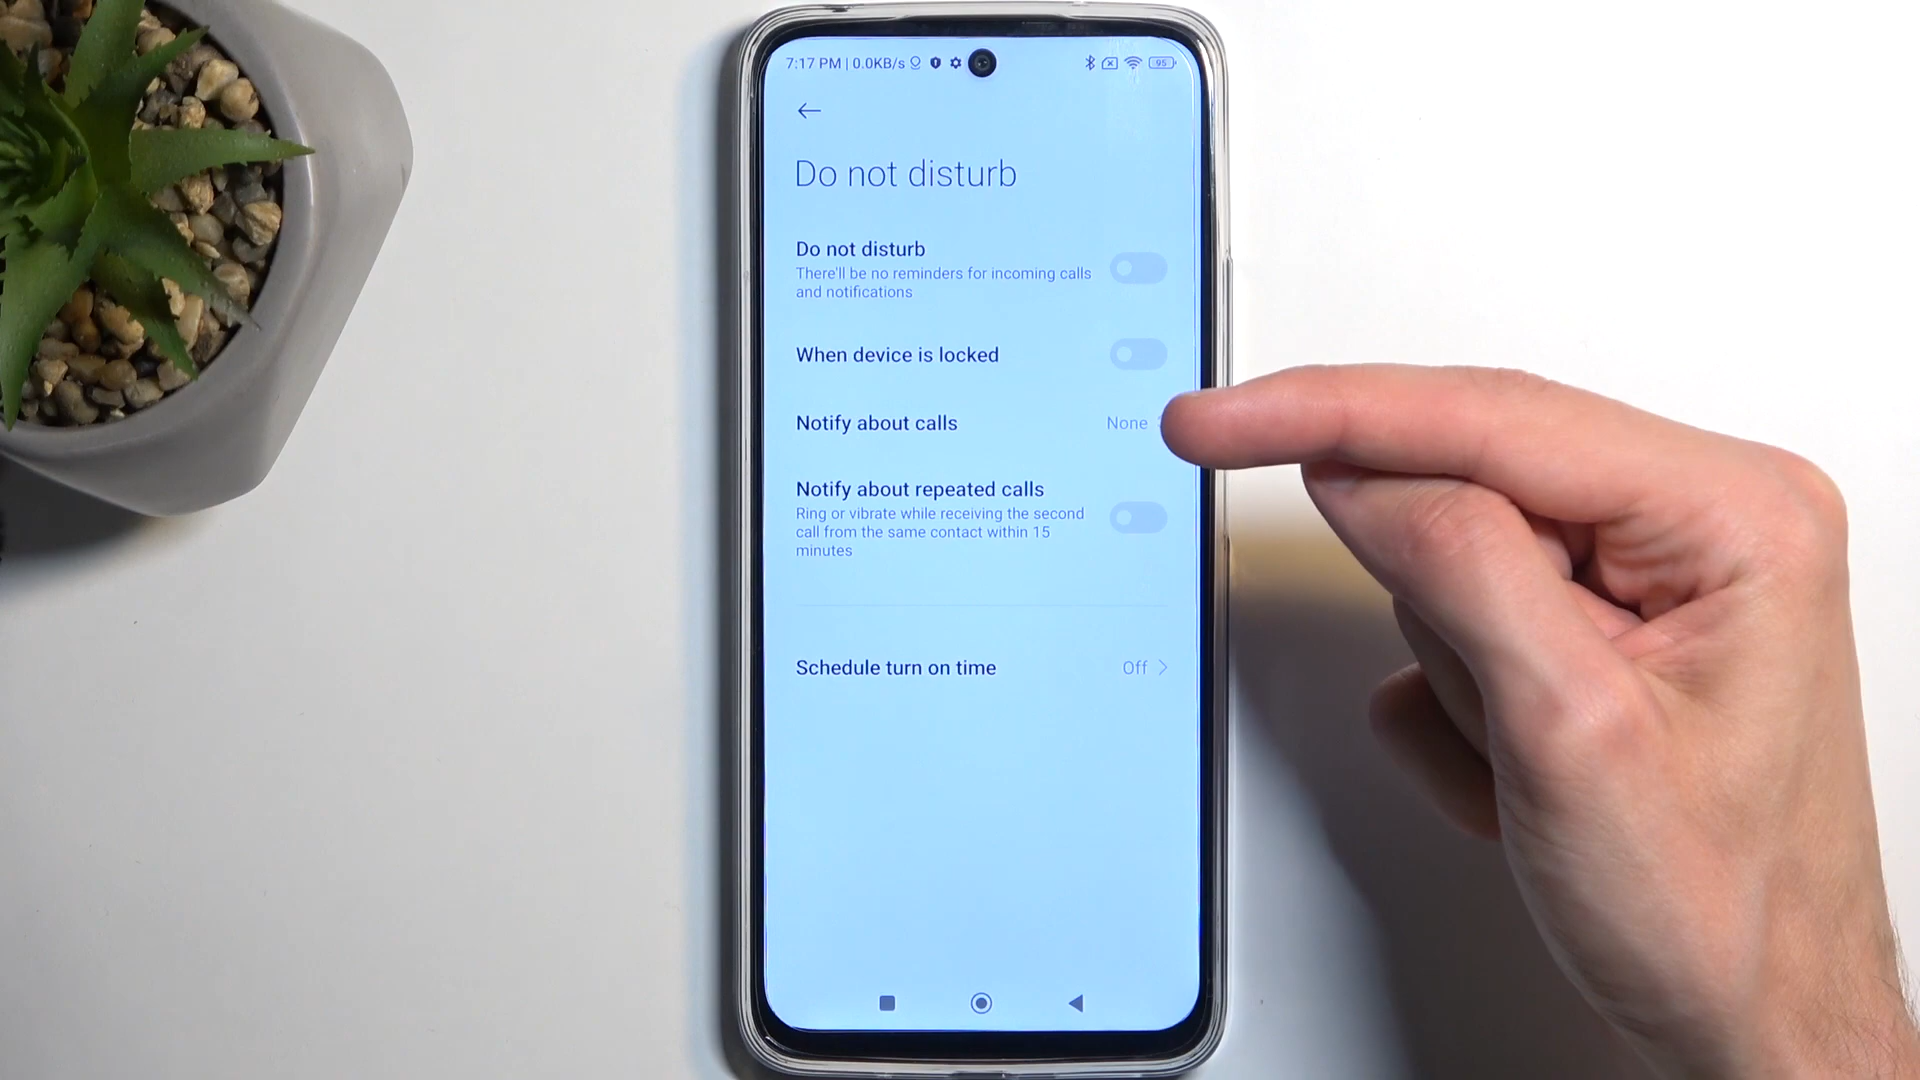 7:17 PM | 0.0KB/s
95
Do not disturb
Do not disturb
There'll be no reminders for incoming calls
and notifications
When device is locked
Notify about calls
None
Notify about repeated calls
Ring or vibrate while receiving the second
call from the same contact within 15
minutes
Schedule turn on time
Off